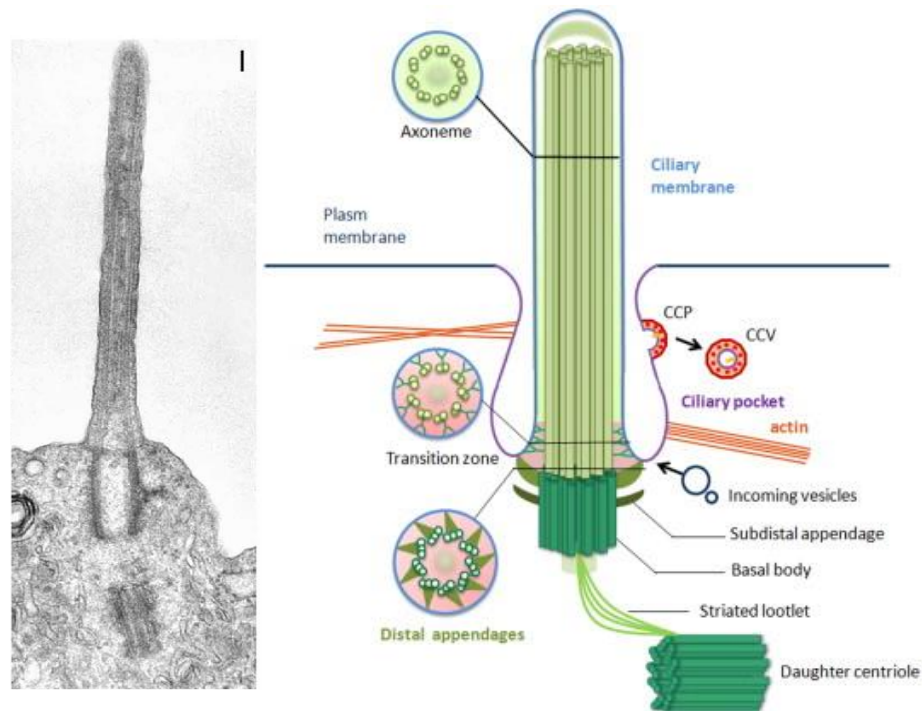 Axoneme
Ciliary
membrane
Plasm
membrane
CCP
CCV
Ciliary pocket
actin
Transition zone
Incoming vesicles
Subdistal appendage
Basal body
Striated lootlet
Distal appendages
Daughter centriole